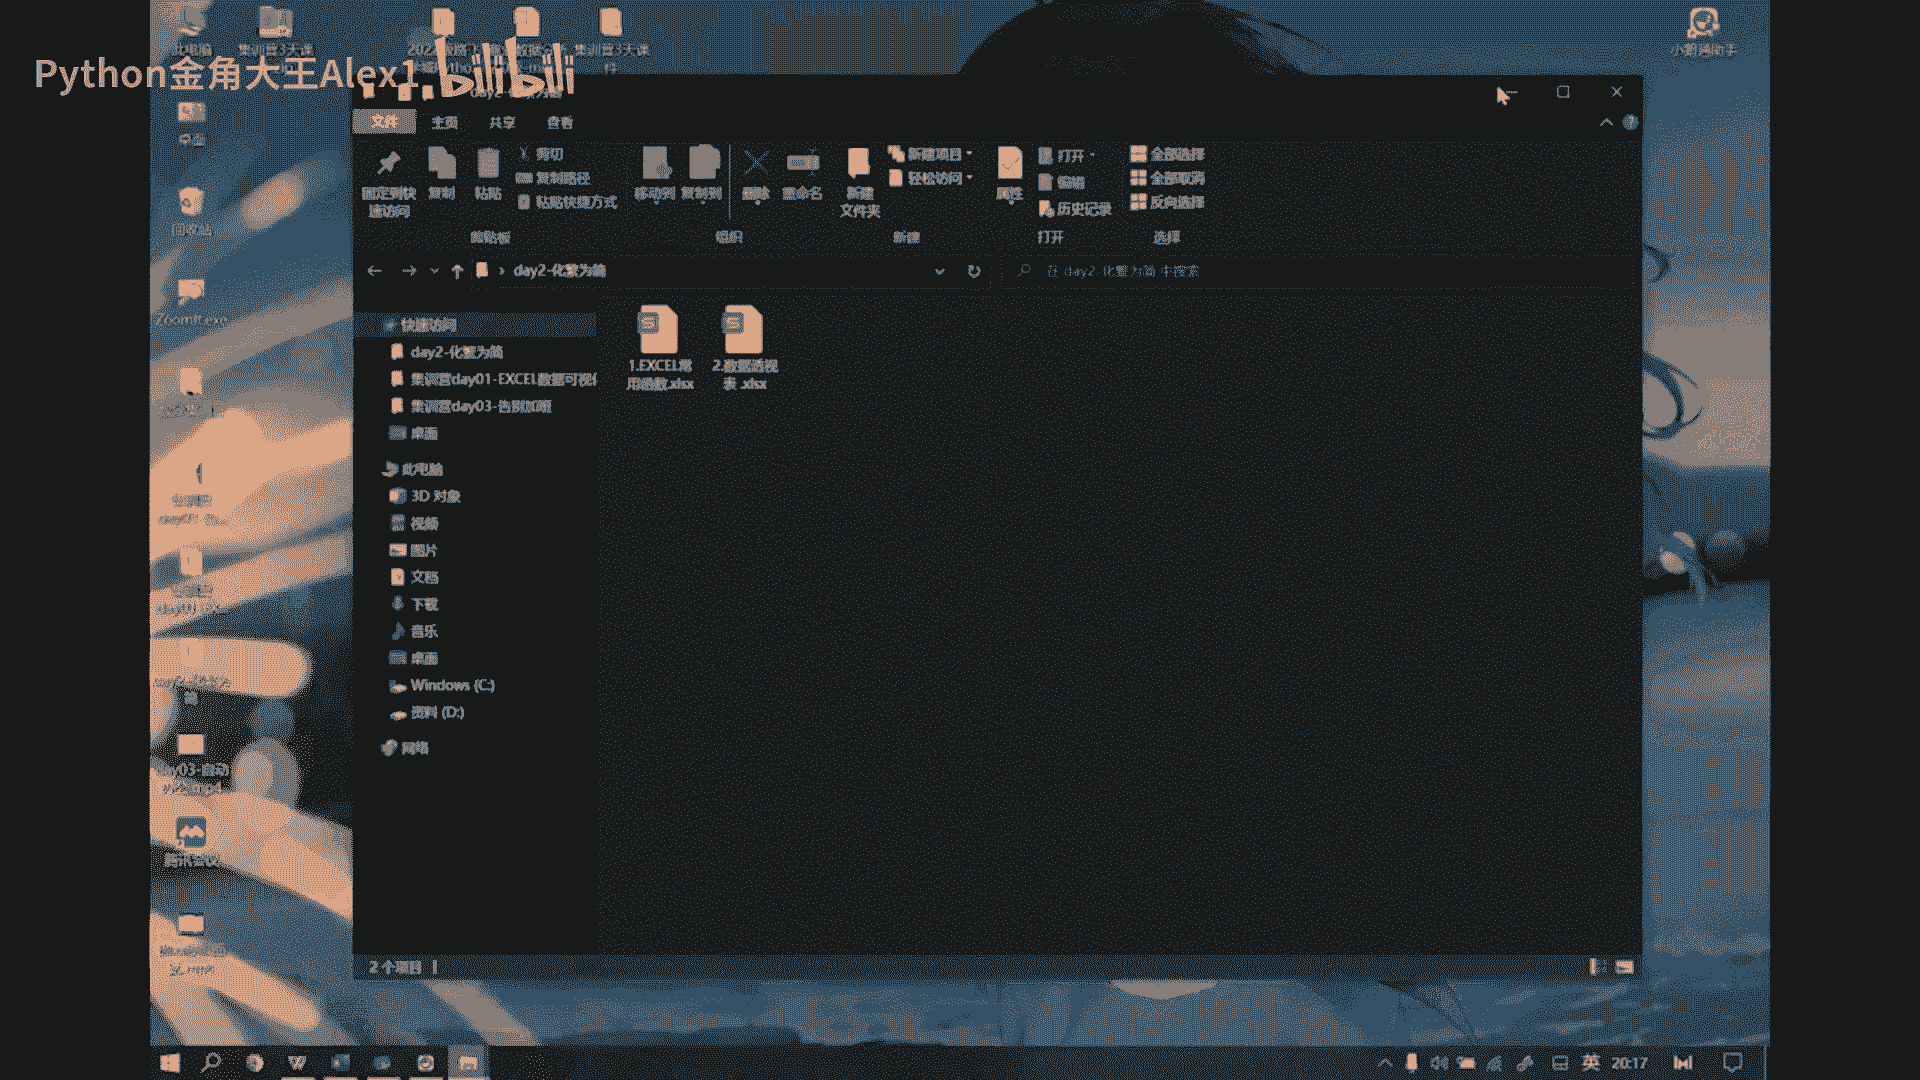 此电脑
集训营3天课
小鹅通助手
Python金角大王Alex1.bilibili
day2-化繁为简
文件
主页
共享
查看
桌面
固定到快
速访问
复制
粘贴
剪切
复制路径
粘贴快捷方式
移动到
复制到
删除
重命名
新建
文件夹
新建项目
轻松访问
属性
打开
编辑
历史记录
全部选择
全部取消
反向选择
剪贴板
组织
新建
打开
选择
回收站
day2-化繁为简
在 day2-化繁为简 中搜索
ZoomIt.exe
快速访问
day2-化繁为简
集训营day01-EXCEL数据可视化
集训营day03-告别加班
桌面
此电脑
3D 对象
视频
图片
文档
下载
音乐
桌面
Windows (C:)
资料 (D:)
网络
1.EXCEL常
用函数.xlsx
2.数据透视
表 .xlsx
腾讯会议
2 个项目
英
20:17